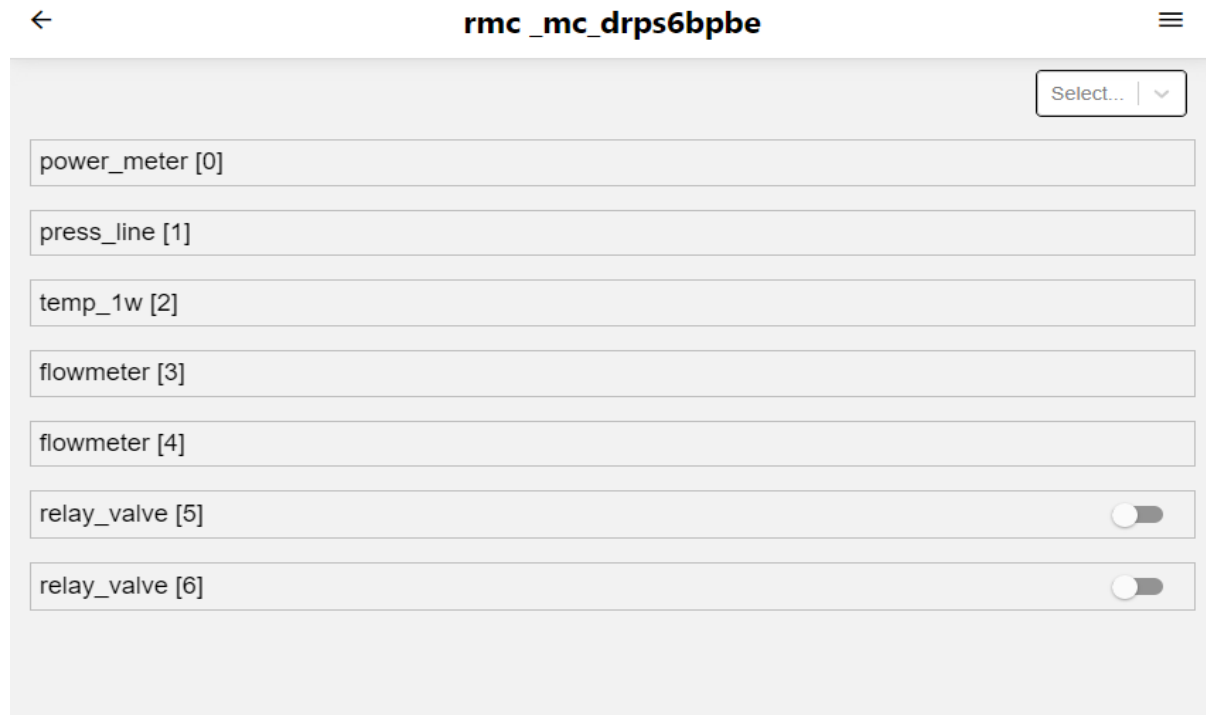 rmc _mc_drps6bpbe
Select...
power_meter [0]
press_line [1]
temp_1w [2]
flowmeter [3]
flowmeter [4]
relay_valve [5]
relay_valve [6]